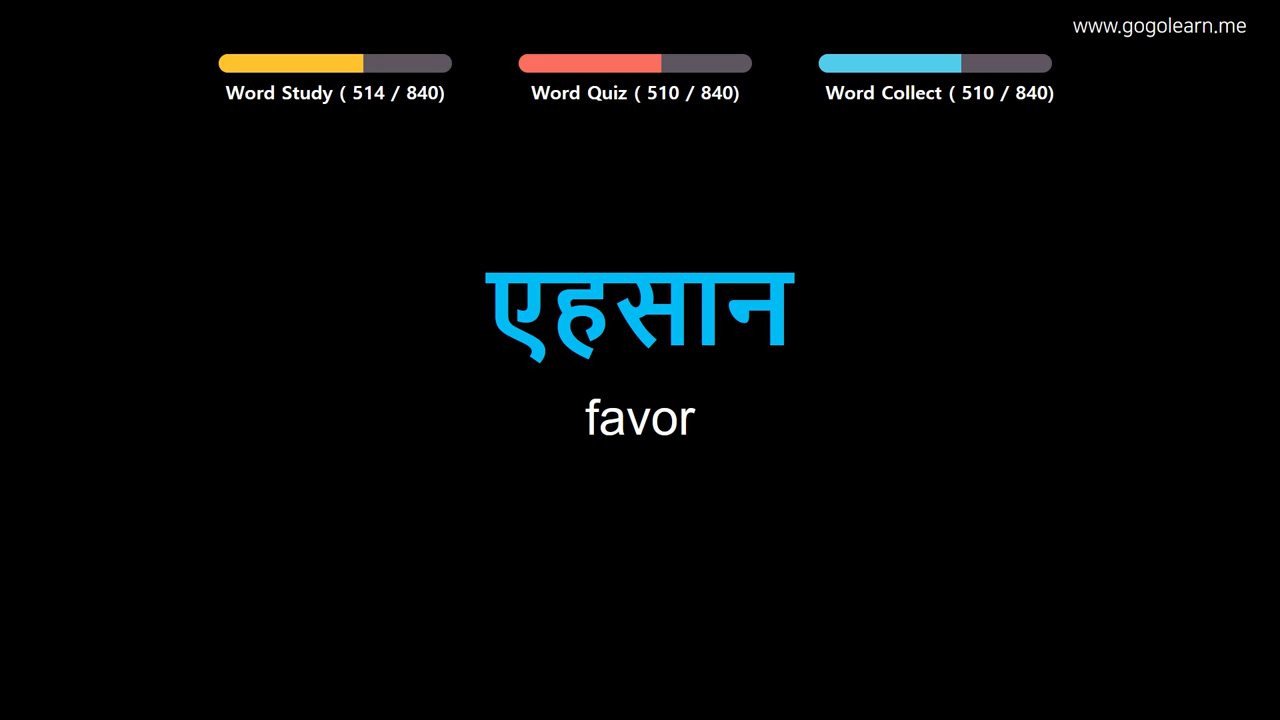 www.gogolearn.me
Word Study ( 514 / 840)
Word Quiz ( 510 / 840)
Word Collect ( 510 / 840)
एहसान
favor